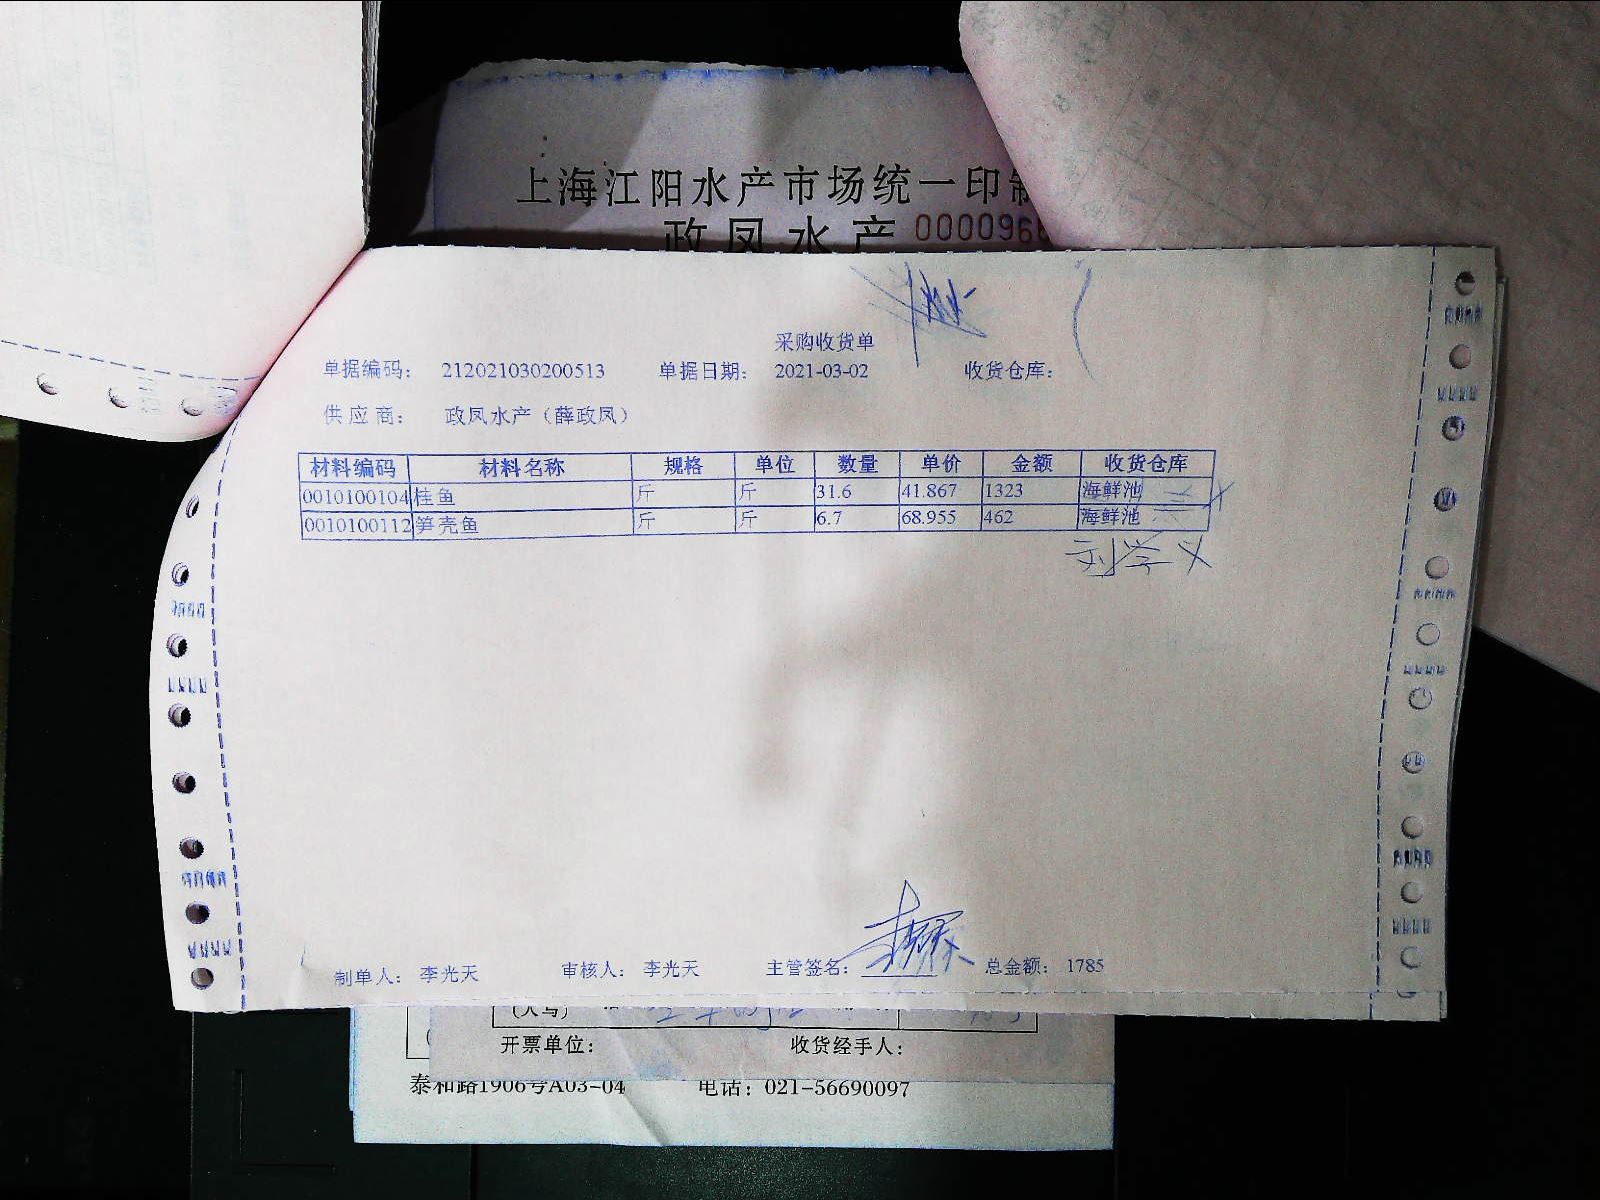 上海江阳水产市场统一印制
政凤水产 0000966
采购收货单
单据编码： 212021030200513 单据日期： 2021-03-02 收货仓库：
供应商： 政凤水产（薛政凤）
材料编码 材料名称 规格 单位 数量 单价 金额 收货仓库
0010100104 桂鱼 斤 斤 31.6 41.867 1323 海鲜池
0010100112 笋壳鱼 斤 斤 6.7 68.955 462 海鲜池
刘学义
制单人： 李光天 审核人： 李光天 主管签名： 总金额： 1785
(大写)
开票单位： 收货经手人：
泰和路1906号A03-04 电话：021-56690097